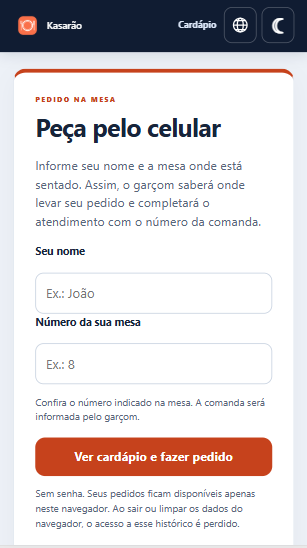 Kasarão
Cardápio
PEDIDO NA MESA
Peça pelo celular
Informe seu nome e a mesa onde está
sentado. Assim, o garçom saberá onde
levar seu pedido e completará o
atendimento com o número da comanda.
Seu nome
Ex.: João
Número da sua mesa
Ex.: 8
Confira o número indicado na mesa. A comanda será
informada pelo garçom.
Ver cardápio e fazer pedido
Sem senha. Seus pedidos ficam disponíveis apenas
neste navegador. Ao sair ou limpar os dados do
navegador, o acesso a esse histórico é perdido.